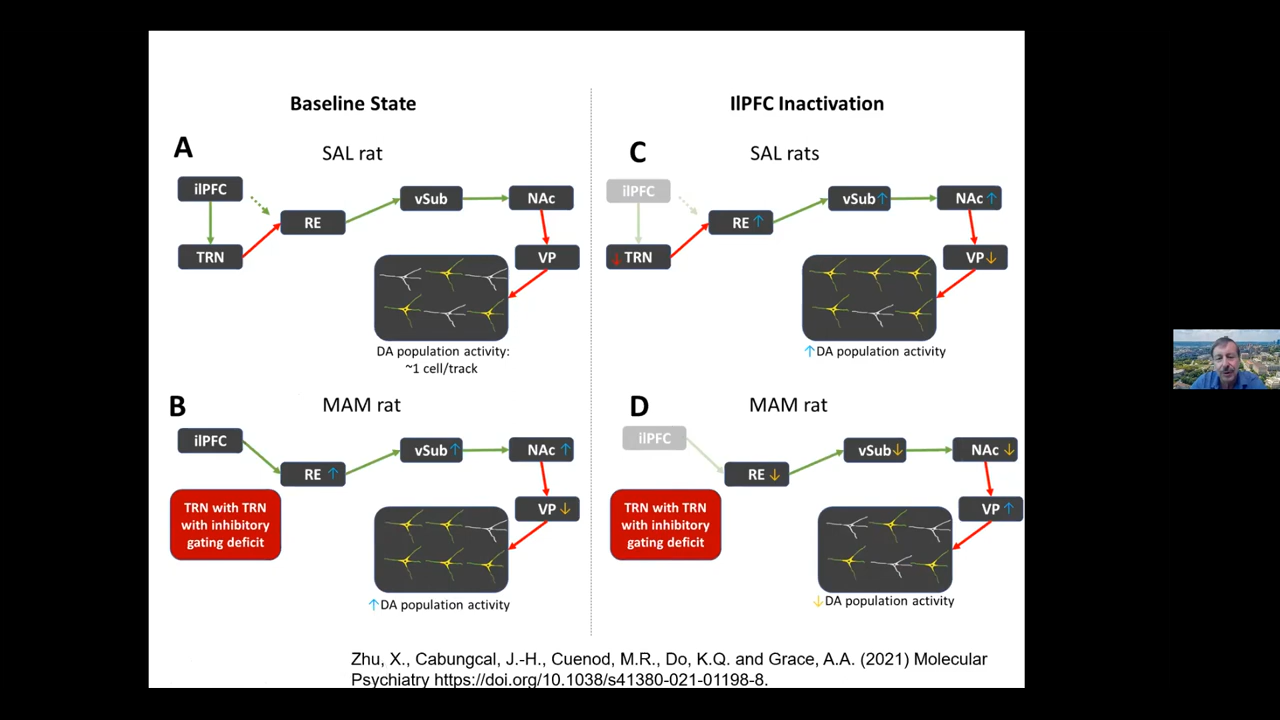 Baseline State
A
SAL rat
ilPFC
RE
TRN
vSub
NAc
VP
DA population activity:
~1 cell/track
B
MAM rat
ilPFC
RE↑
vSub↑
NAc↑
VP↓
TRN with TRN
with inhibitory
gating deficit
↑DA population activity
IlPFC Inactivation
C
SAL rats
ilPFC
RE↑
↓TRN
vSub↑
NAc↑
VP↓
↑DA population activity
D
MAM rat
ilPFC
RE↓
vSub↓
NAc↓
VP↑
TRN with TRN
with inhibitory
gating deficit
↓DA population activity
Zhu, X., Cabungcal, J.-H., Cuenod, M.R., Do, K.Q. and Grace, A.A. (2021) Molecular
Psychiatry https://doi.org/10.1038/s41380-021-01198-8.